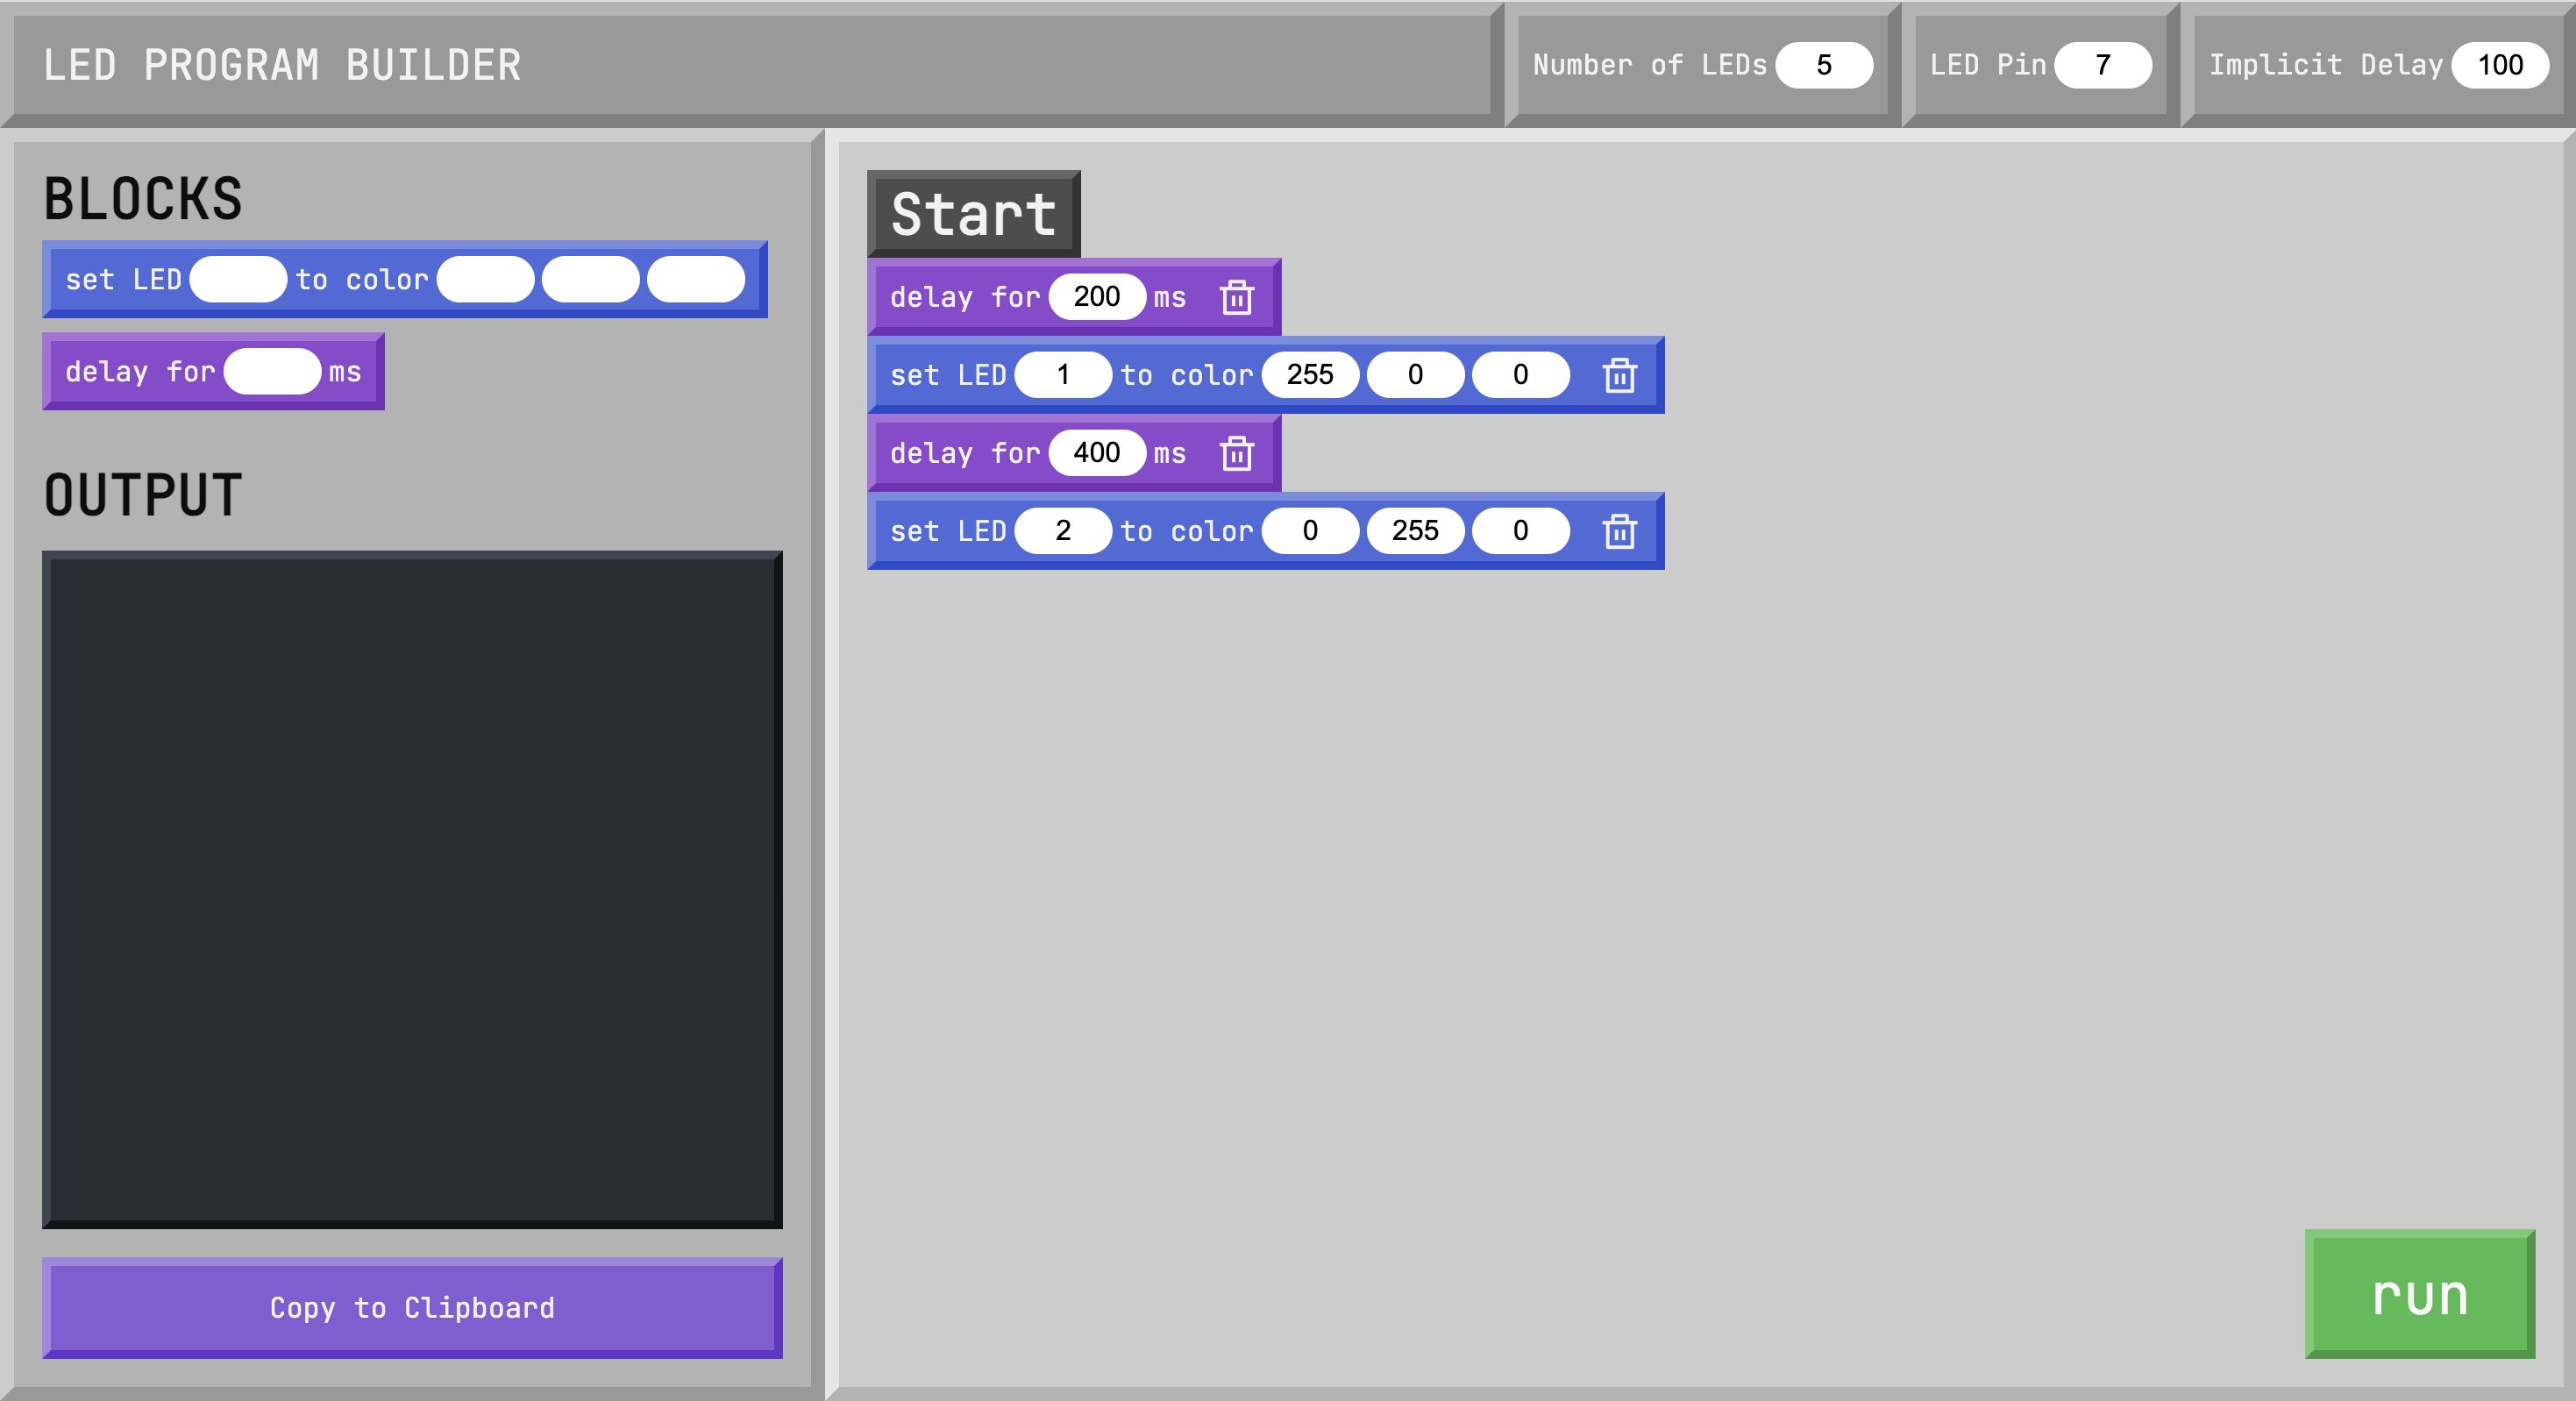 LED PROGRAM BUILDER
Number of LEDs 5
LED Pin 7
Implicit Delay 100
BLOCKS
set LED to color
delay for ms
OUTPUT
Copy to Clipboard
Start
delay for 200 ms
set LED 1 to color 255 0 0
delay for 400 ms
set LED 2 to color 0 255 0
run